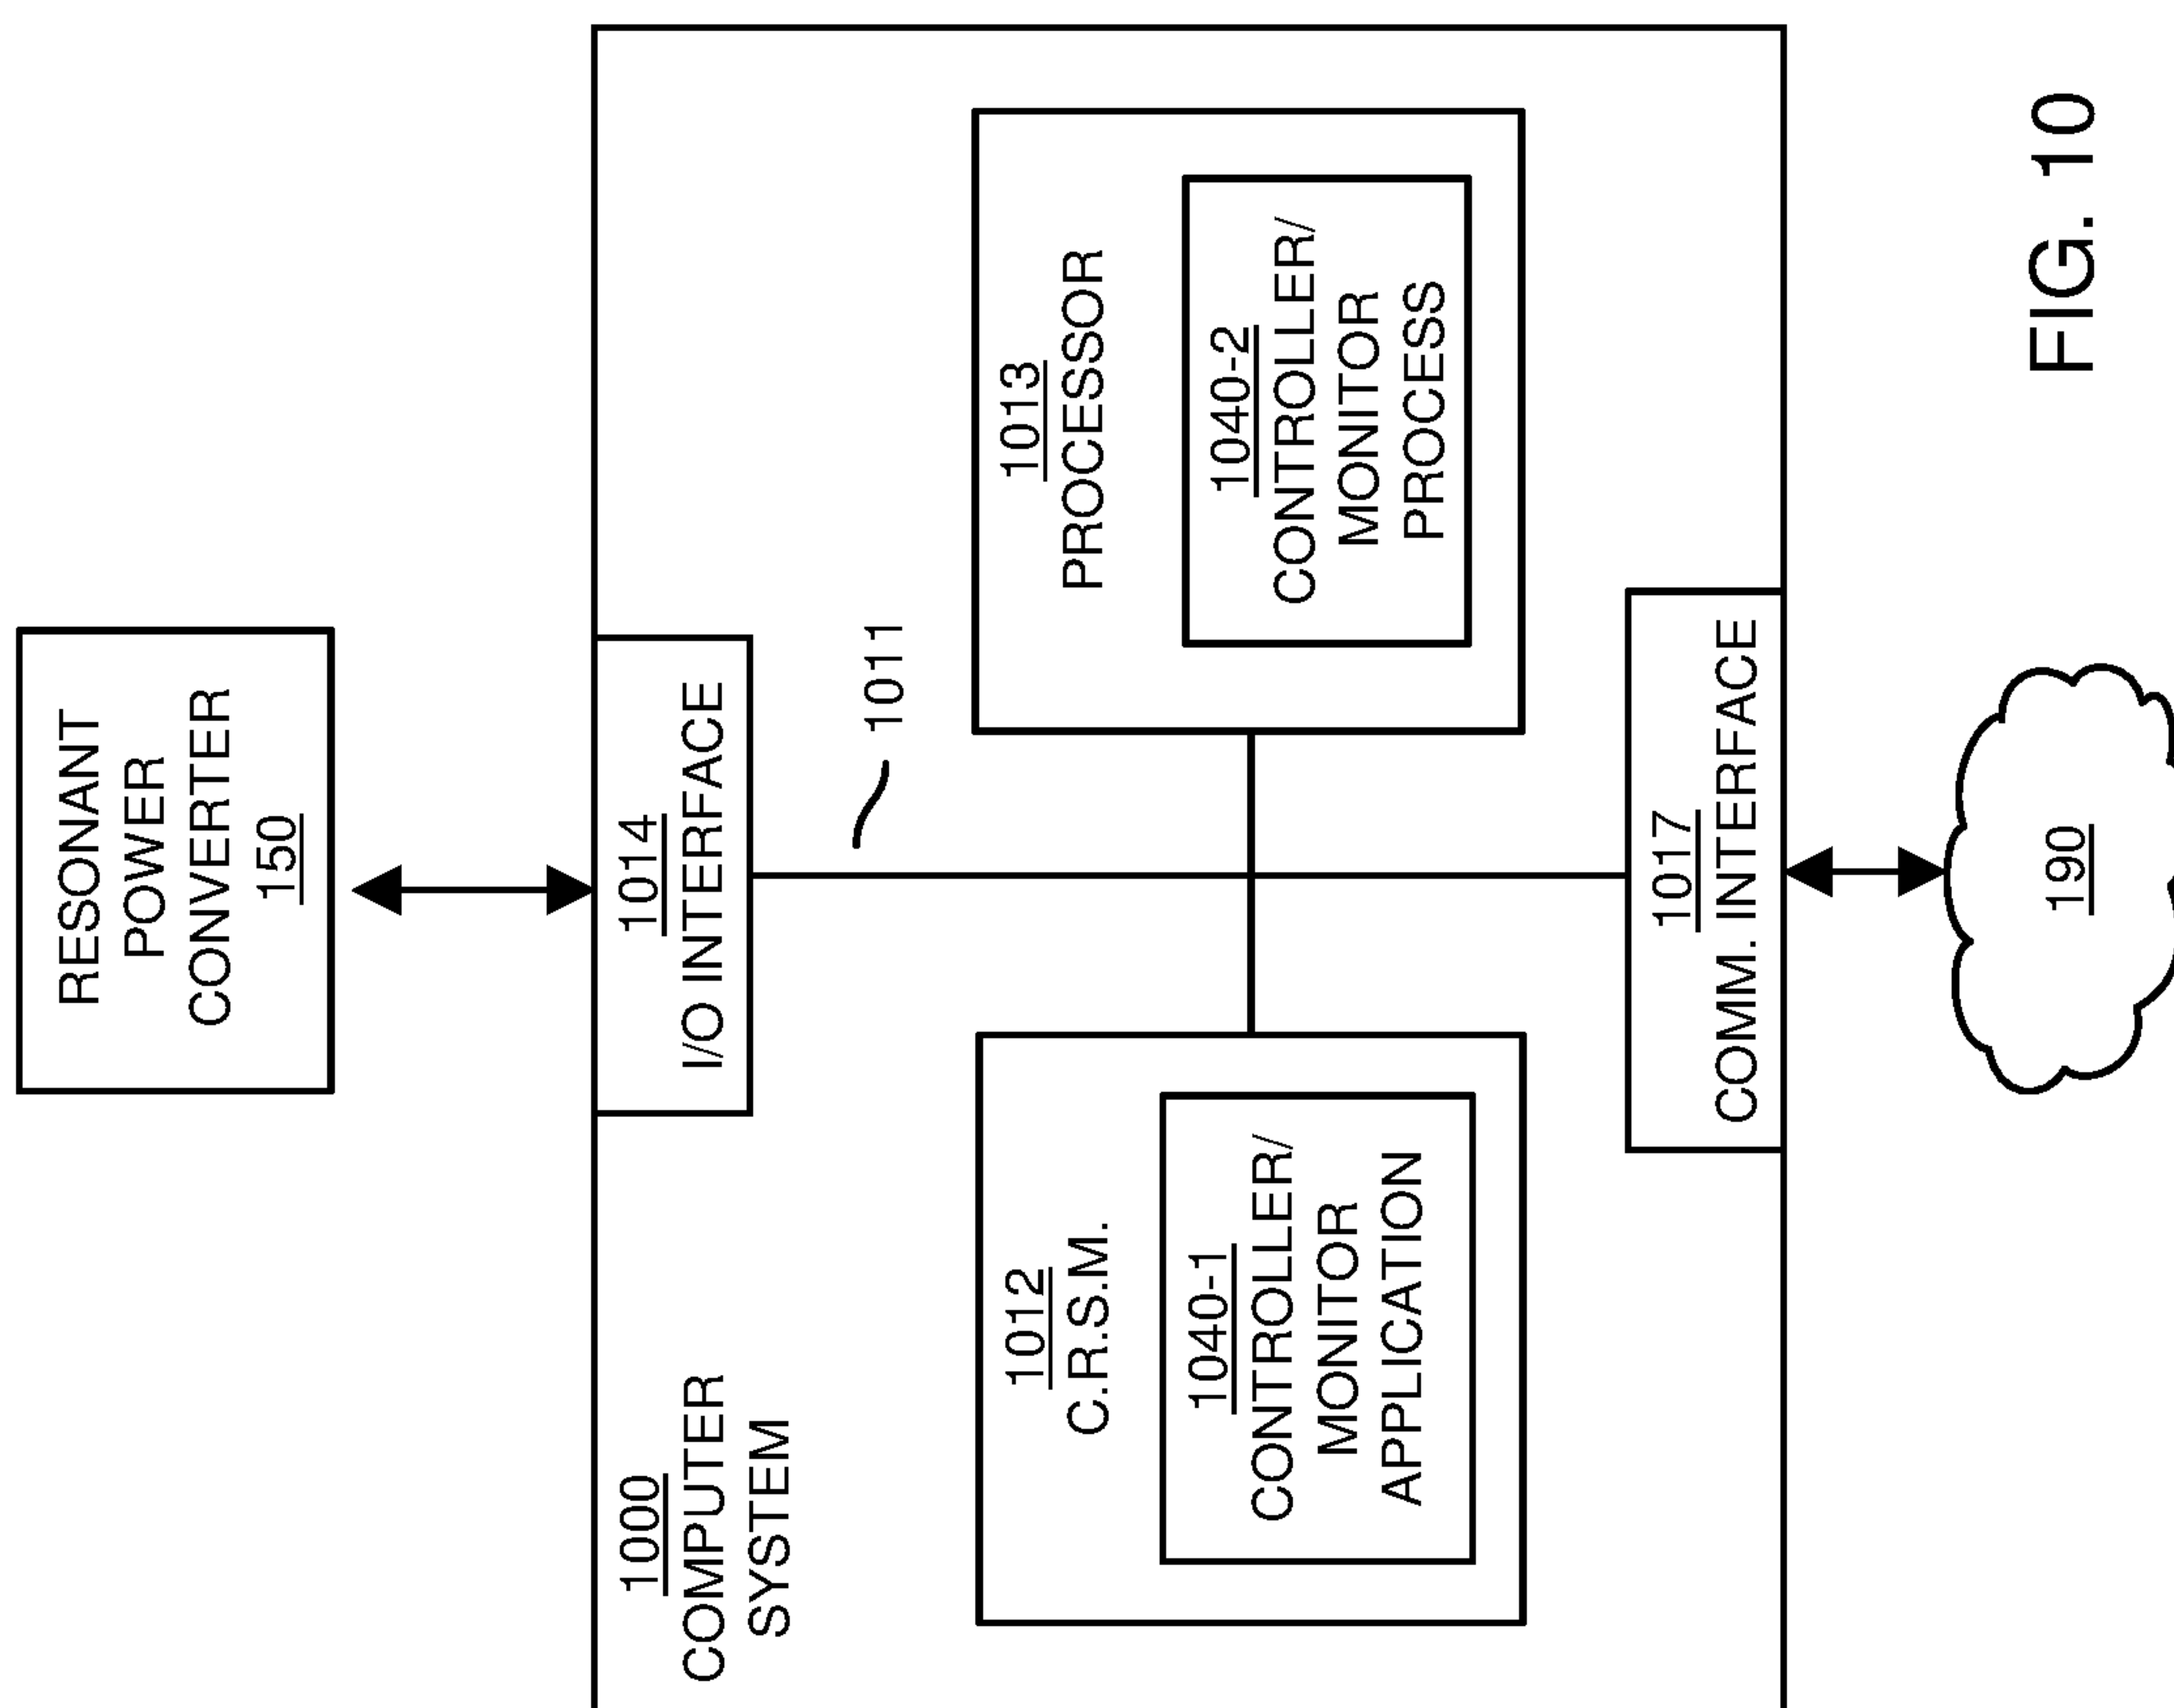 RESONANT
POWER
CONVERTER
150
1000
COMPUTER
SYSTEM
1014
I/O INTERFACE
1011
1012
C.R.S.M.
1040-1
CONTROLLER/
MONITOR
APPLICATION
1013
PROCESSOR
1040-2
CONTROLLER/
MONITOR
PROCESS
1017
COMM. INTERFACE
190
FIG. 10